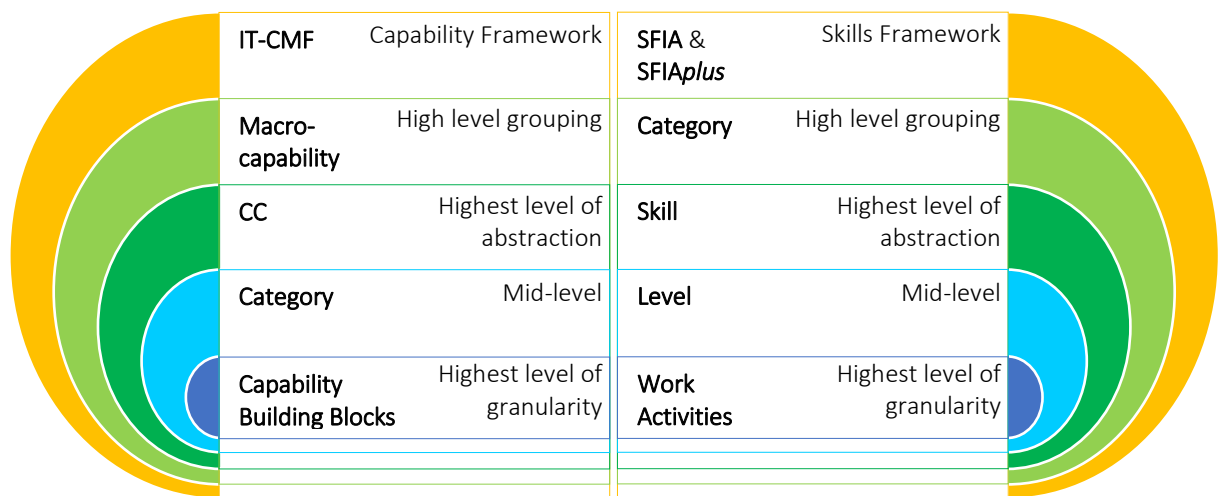 IT-CMF Capability Framework
SFIA &
SFIAplus
Skills Framework
Macro-
capability
High level grouping
Category High level grouping
CC
Highest level of
abstraction
Skill
Highest level of
abstraction
Category Mid-level
Level Mid-level
Capability
Building Blocks
Highest level of
granularity
Work
Activities
Highest level of
granularity